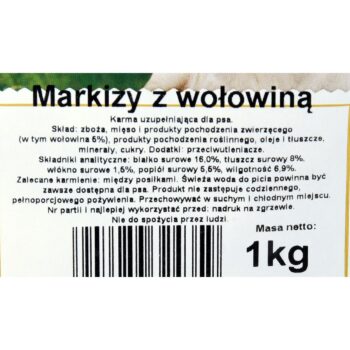 Markizy z wołowiną
Karma uzupełniająca dla psa.
Skład: zboża, mięso i produkty pochodzenia zwierzęcego
(w tym wołowina 5%), produkty pochodzenia roślinnego, oleje i tłuszcze,
minerały, cukry. Dodatki: przeciwutleniacze.
Składniki analityczne: białko surowe 16,0%, tłuszcz surowy 8%,
włókno surowe 1,5%, popiół surowy 5,5%, wilgotność 6,9%.
Zalecane karmienie: między posiłkami. Świeża woda do picia powinna być
zawsze dostępna dla psa. Produkt nie zastępuje codziennego,
pełnoporcjowego pożywienia. Przechowywać w suchym i chłodnym miejscu.
Nr partii i najlepiej wykorzystać przed: nadruk na zgrzewie.
Nie do spożycia przez ludzi.
Masa netto:
1kg